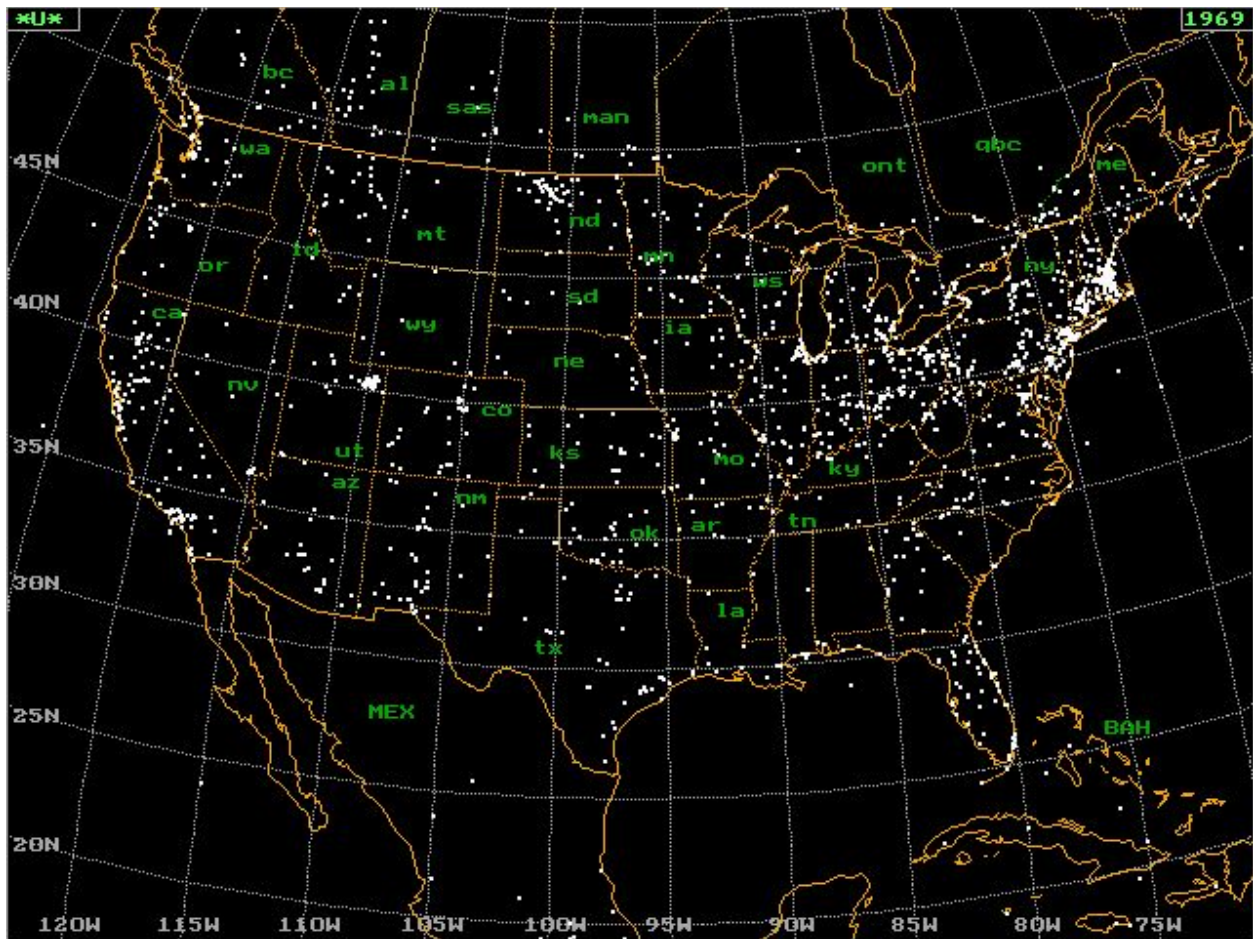 *U* 1969
bc
al
sas
man
45N
wa
ont
qbc
me
mt
nd
or
id
mn
ws
ny
40N
ca
wy
sd
ia
nv
ne
co
35N
ut
ks
mo
ky
az
nm
ok
ar
tn
30N
la
tx
25N
MEX
BAH
20N
120W 115W 110W 105W 100W 95W 90W 85W 80W 75W